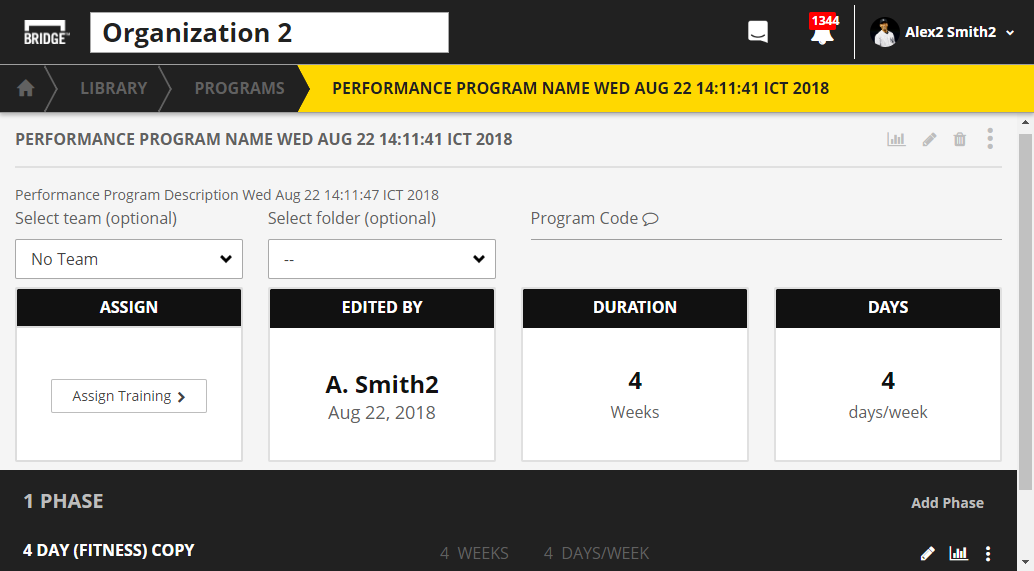 BRIDGE™
Organization 2
1344
Alex2 Smith2
LIBRARY
PROGRAMS
PERFORMANCE PROGRAM NAME WED AUG 22 14:11:41 ICT 2018
PERFORMANCE PROGRAM NAME WED AUG 22 14:11:41 ICT 2018
Performance Program Description Wed Aug 22 14:11:47 ICT 2018
Select team (optional)
Select folder (optional)
Program Code
No Team
--
ASSIGN
EDITED BY
DURATION
DAYS
Assign Training
A. Smith2
Aug 22, 2018
4
Weeks
4
days/week
1 PHASE
Add Phase
4 DAY (FITNESS) COPY
4 WEEKS
4 DAYS/WEEK